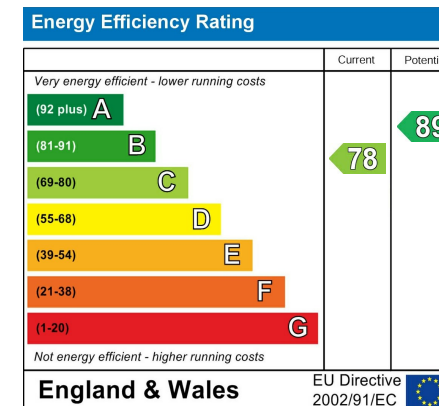 Energy Efficiency Rating
Current Potenti
Very energy efficient - lower running costs
(92 plus) A
89
(81-91) B
78
(69-80) C
(55-68) D
(39-54) E
(21-38) F
(1-20) G
Not energy efficient - higher running costs
England & Wales
EU Directive
2002/91/EC